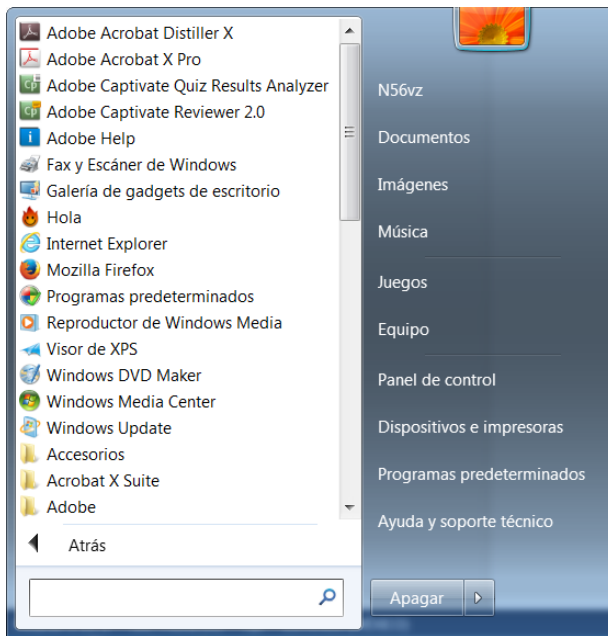 Adobe Acrobat Distiller X
Adobe Acrobat X Pro
Adobe Captivate Quiz Results Analyzer
Adobe Captivate Reviewer 2.0
Adobe Help
Fax y Escáner de Windows
Galería de gadgets de escritorio
Hola
Internet Explorer
Mozilla Firefox
Programas predeterminados
Reproductor de Windows Media
Visor de XPS
Windows DVD Maker
Windows Media Center
Windows Update
Accesorios
Acrobat X Suite
Adobe
Atrás
N56vz
Documentos
Imágenes
Música
Juegos
Equipo
Panel de control
Dispositivos e impresoras
Programas predeterminados
Ayuda y soporte técnico
Apagar